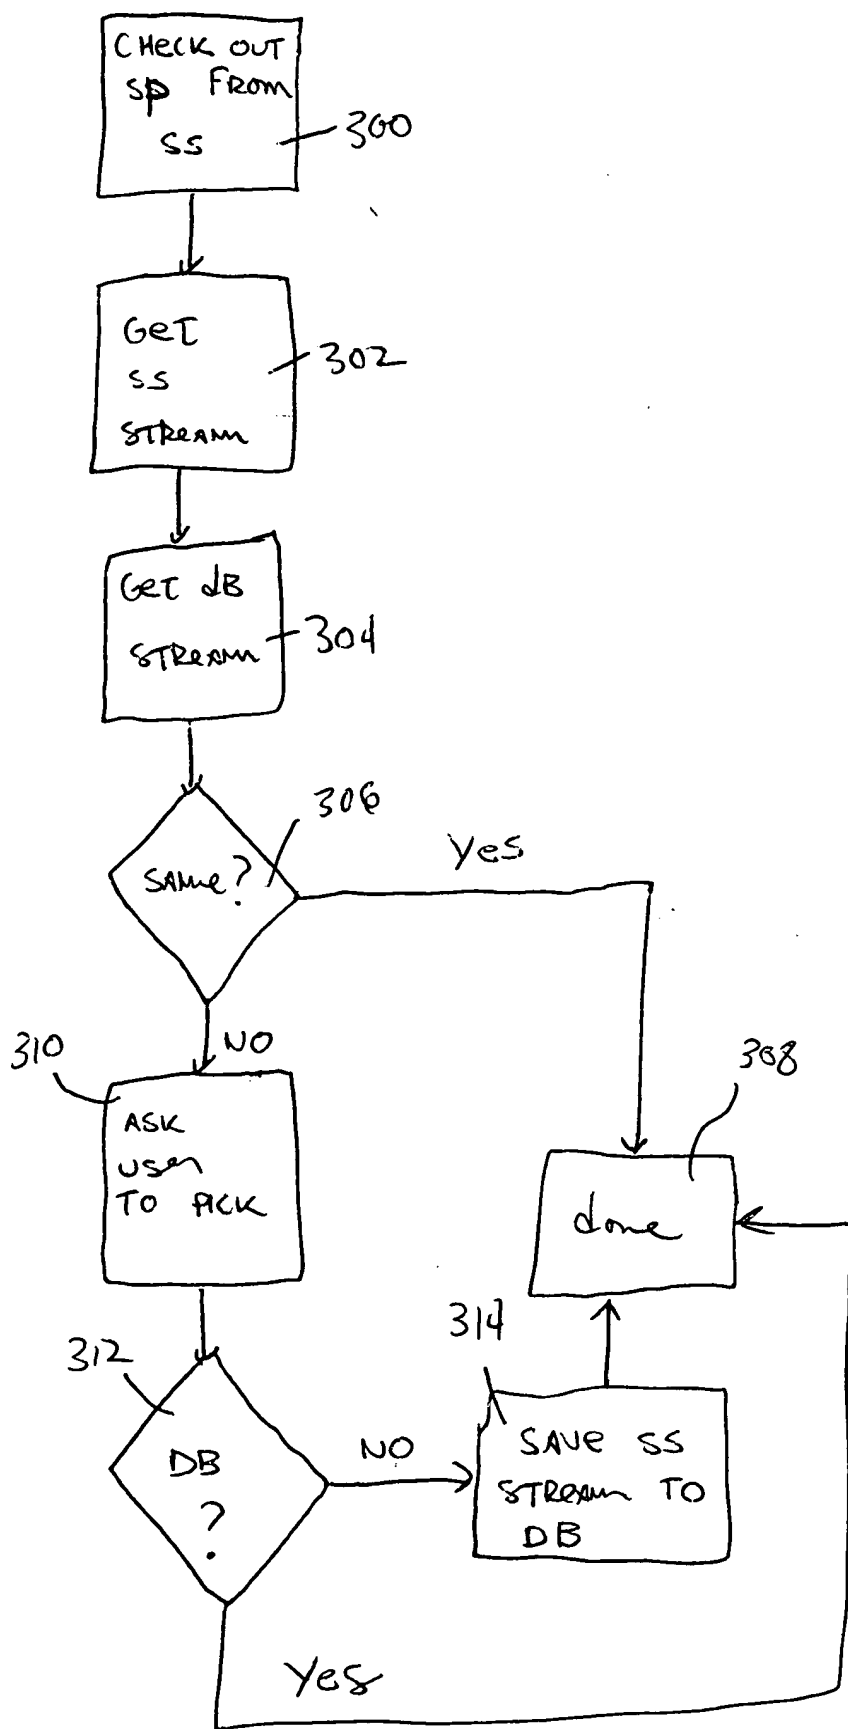 CHECK OUT
SP FROM
SS
300
GET
SS
STREAM
302
GET dB
STREAM
304
306
SAME?
Yes
NO
310
ASK
USER
TO PICK
308
done
312
DB
?
NO
314
SAVE SS
STREAM TO
DB
Yes